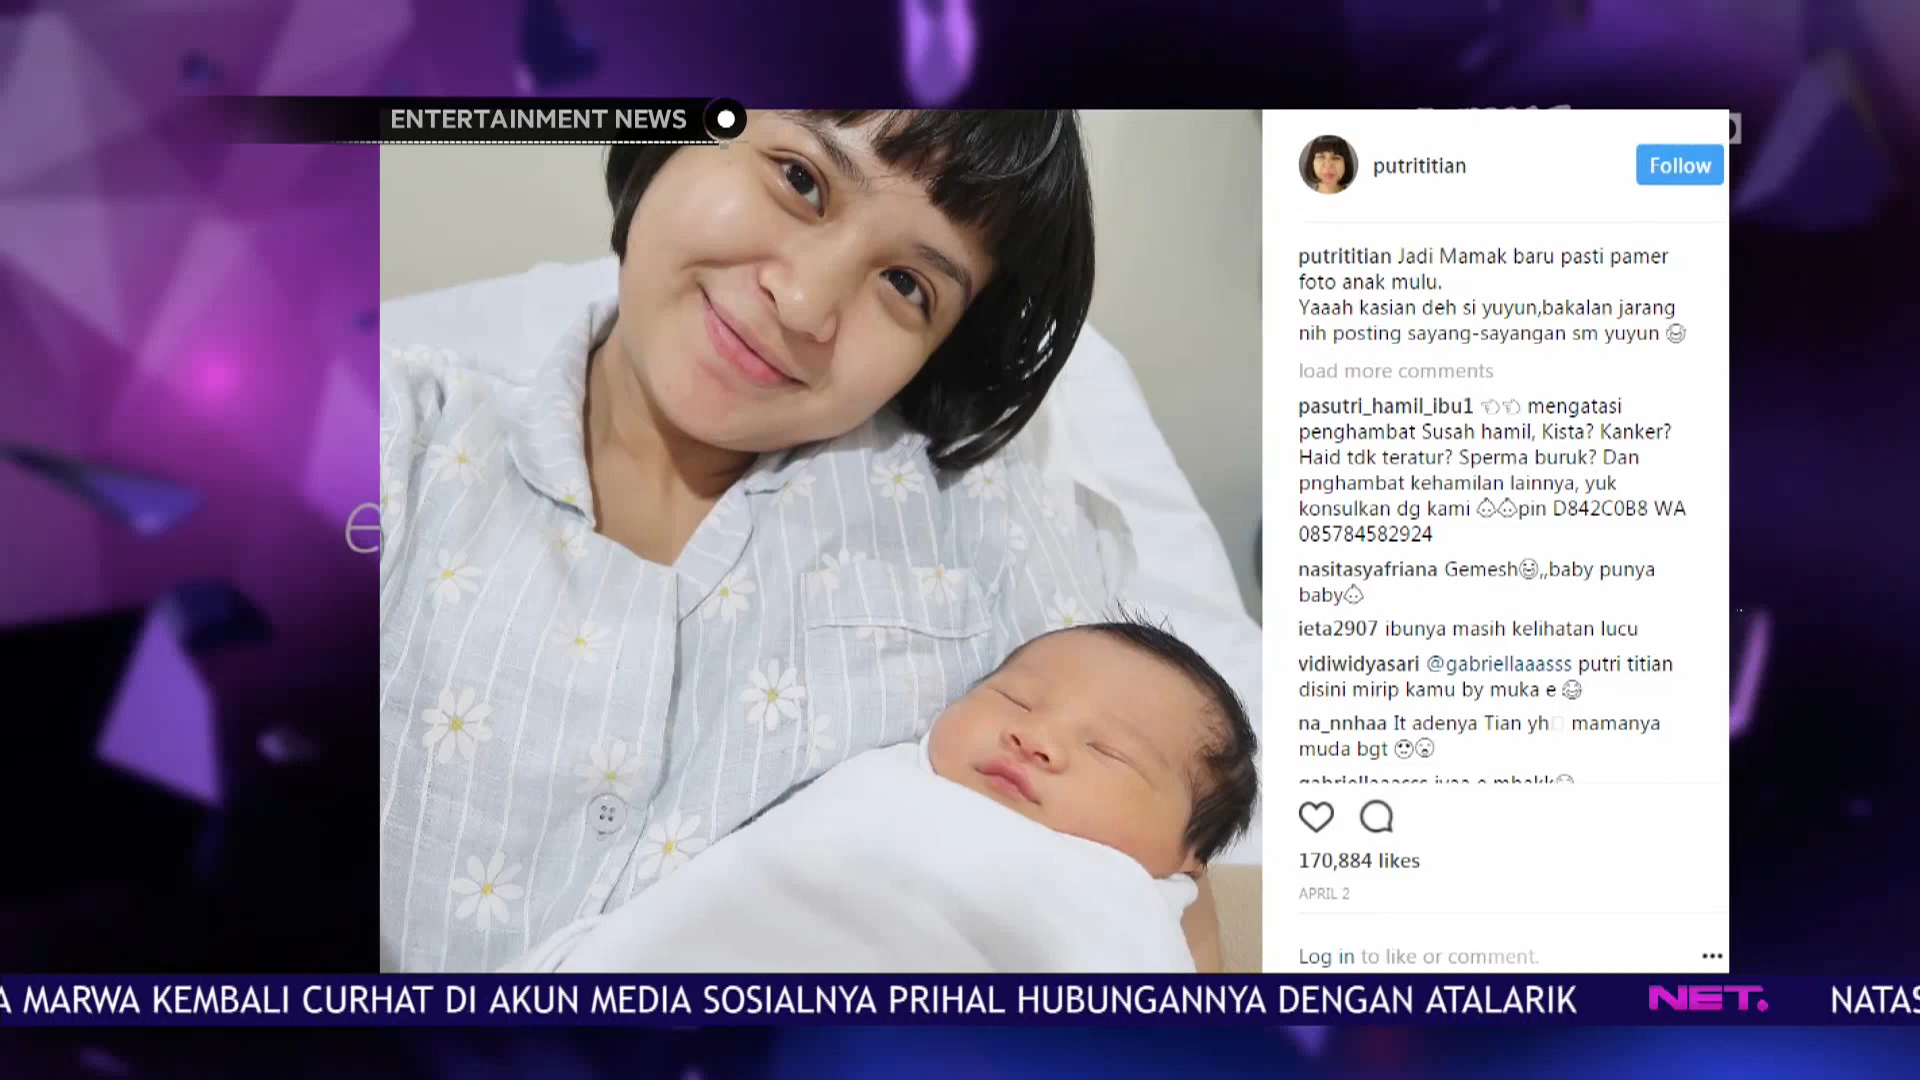 ENTERTAINMENT NEWS
putrititian
Follow
putrititian Jadi Mamak baru pasti pamer
foto anak mulu.
Yaaah kasian deh si yuyun,bakalan jarang
nih posting sayang-sayangan sm yuyun
load more comments
pasutri_hamil_ibu1 mengatasi
penghambat Susah hamil, Kista? Kanker?
Haid tdk teratur? Sperma buruk? Dan
pnghambat kehamilan lainnya, yuk
konsulkan dg kami pin D842C0B8 WA
085784582924
nasitasyafriana Gemesh,,baby punya
baby
ieta2907 ibunya masih kelihatan lucu
vidiwidyasari @gabriellaaasss putri titian
disini mirip kamu by muka e
na_nnhaa It adenya Tian yh mamanya
muda bgt
170,884 likes
APRIL 2
Log in to like or comment.
A MARWA KEMBALI CURHAT DI AKUN MEDIA SOSIALNYA PRIHAL HUBUNGANNYA DENGAN ATALARIK NET. NATAS